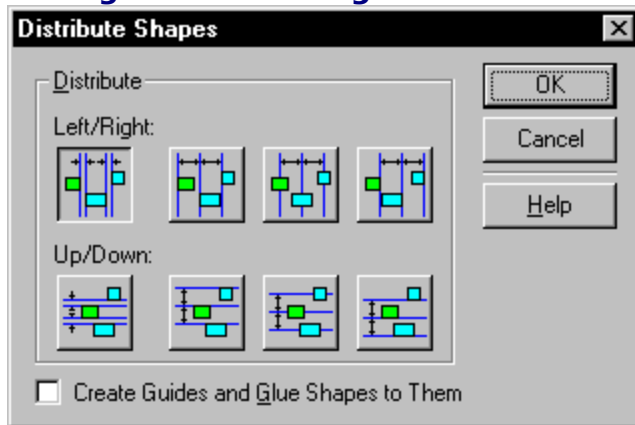 Distribute Shapes
Distribute
OK
Left/Right:
Cancel
Help
Up/Down:
Create Guides and Glue Shapes to Them